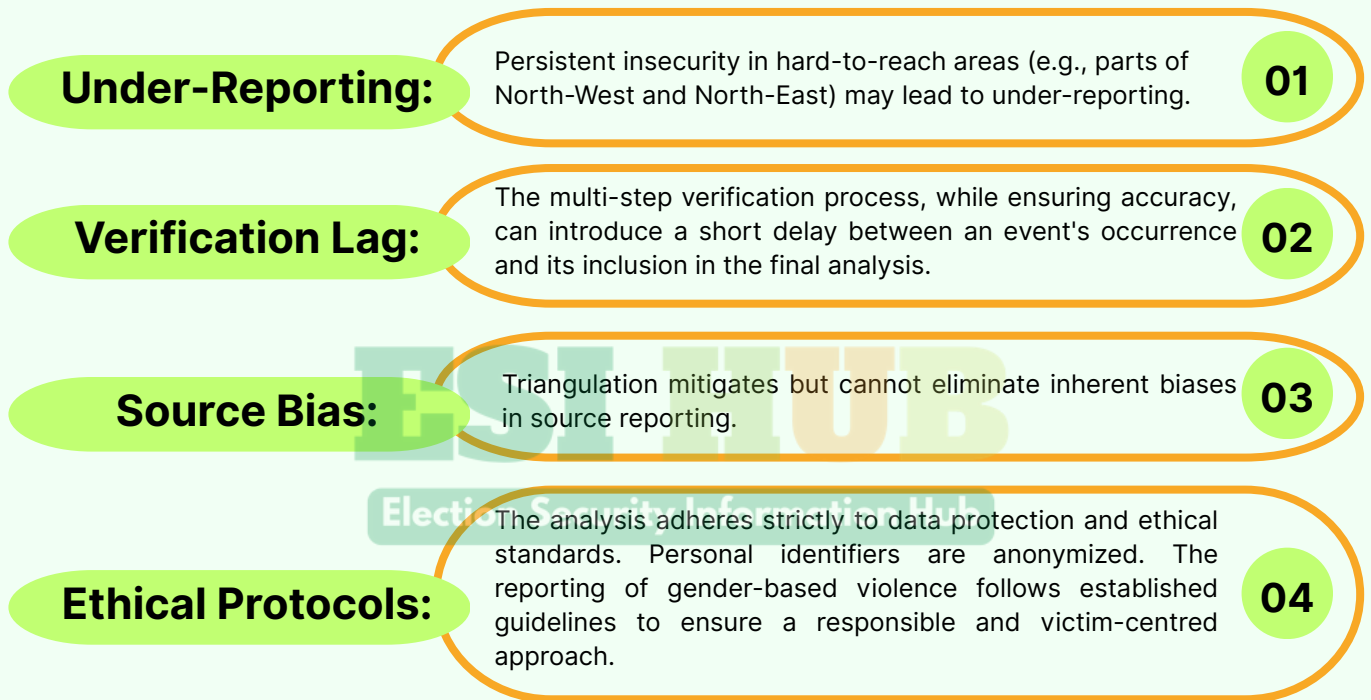 Under-Reporting:
Persistent insecurity in hard-to-reach areas (e.g., parts of
North-West and North-East) may lead to under-reporting.
01
Verification Lag:
The multi-step verification process, while ensuring accuracy,
can introduce a short delay between an event's occurrence
and its inclusion in the final analysis.
02
Source Bias:
Triangulation mitigates but cannot eliminate inherent biases
in source reporting.
03
ESI HUB
Election Security Information Hub
Ethical Protocols:
The analysis adheres strictly to data protection and ethical
standards. Personal identifiers are anonymized. The
reporting of gender-based violence follows established
guidelines to ensure a responsible and victim-centred
approach.
04